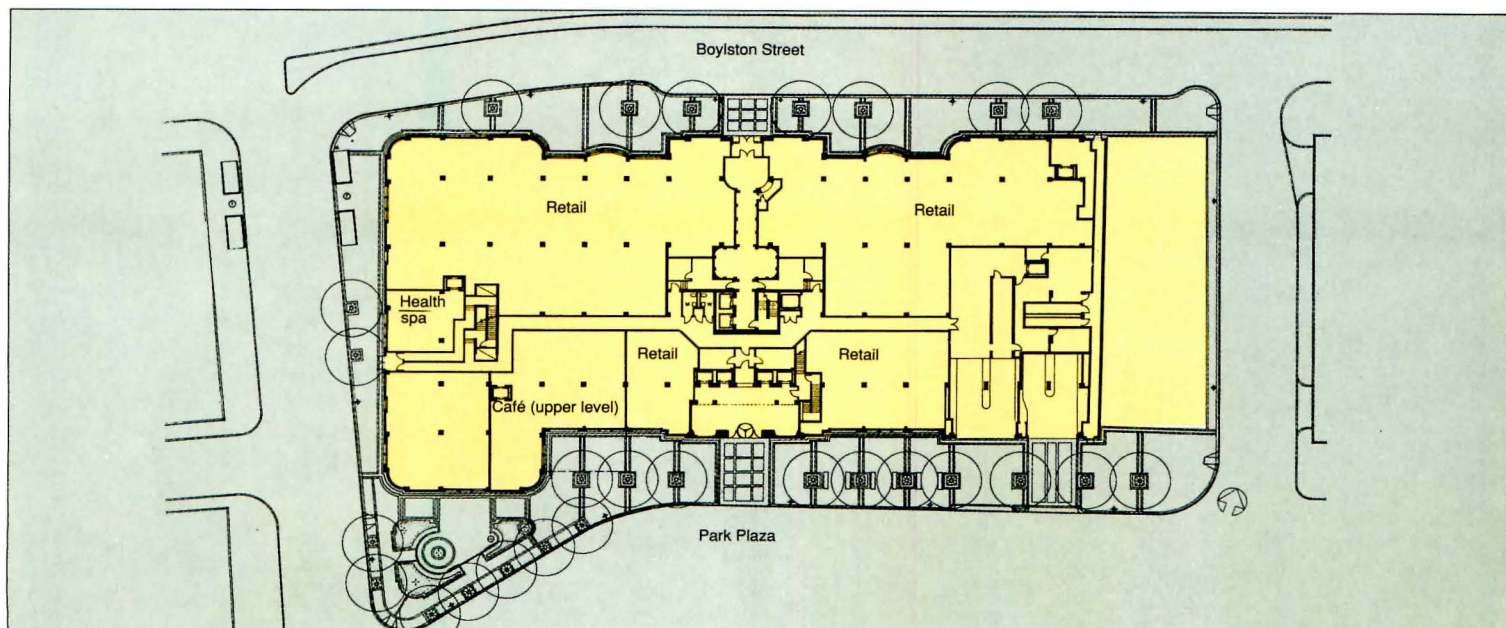 Boylston Street
Retail
Retail
Health
spa
Retail
Retail
Café (upper level)
Park Plaza